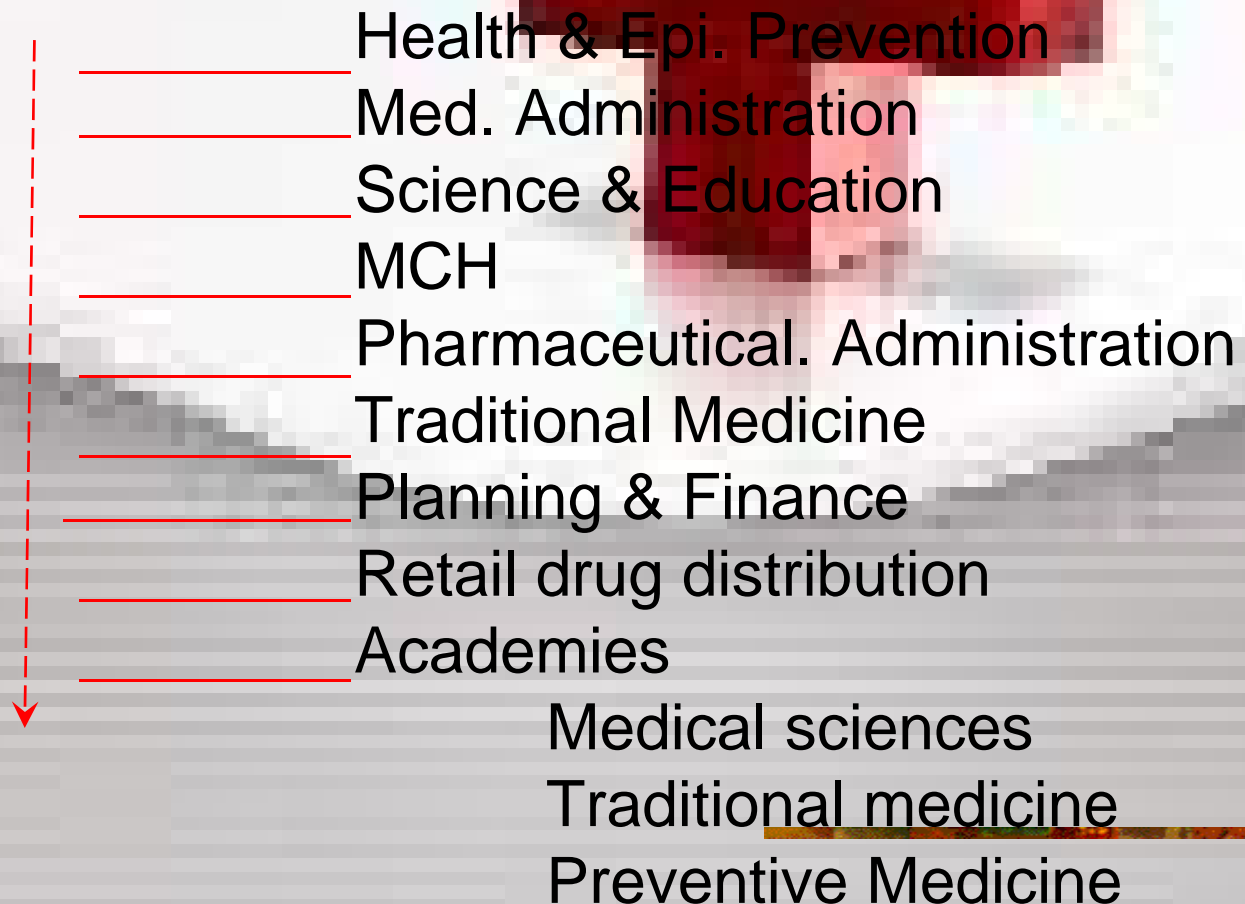 Health & Epi. Prevention
Med. Administration
Science & Education
MCH
Pharmaceutical. Administration
Traditional Medicine
Planning & Finance
Retail drug distribution
Academies
Medical sciences
Traditional medicine
Preventive Medicine